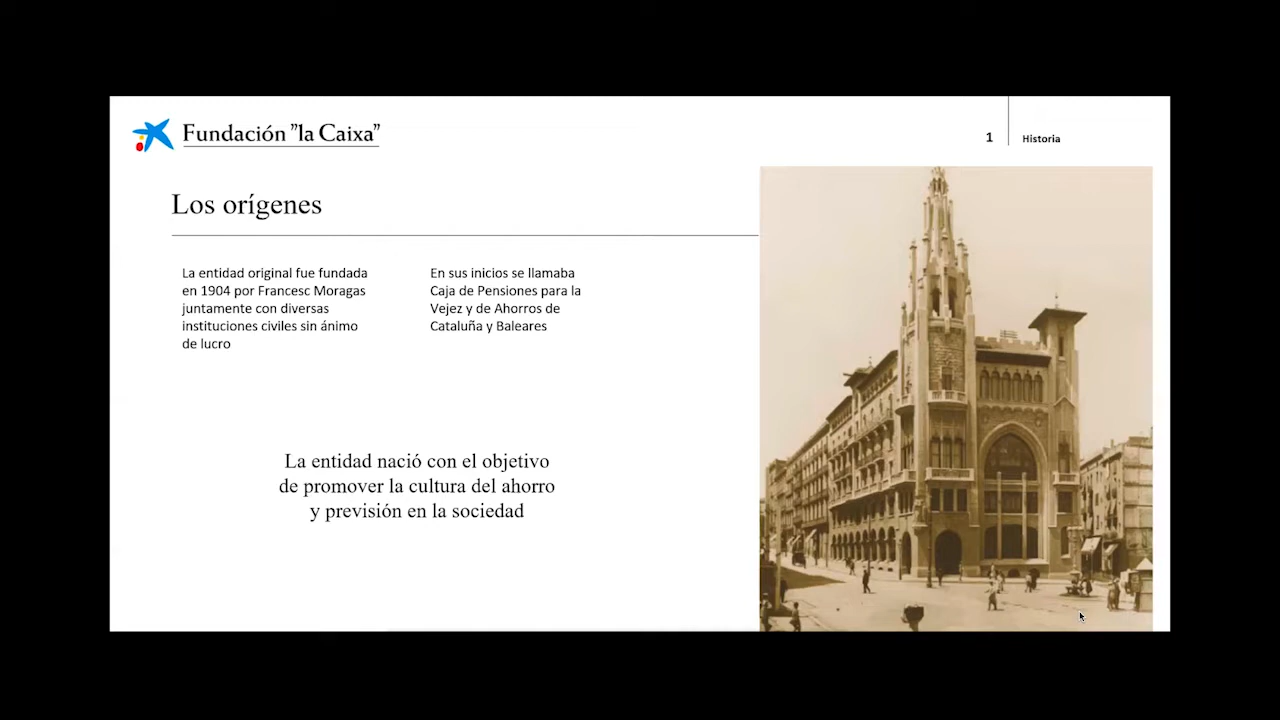 Fundación "la Caixa"
1
Historia
Los orígenes
La entidad original fue fundada
en 1904 por Francesc Moragas
juntamente con diversas
instituciones civiles sin ánimo
de lucro
En sus inicios se llamaba
Caja de Pensiones para la
Vejez y de Ahorros de
Cataluña y Baleares
La entidad nació con el objetivo
de promover la cultura del ahorro
y previsión en la sociedad